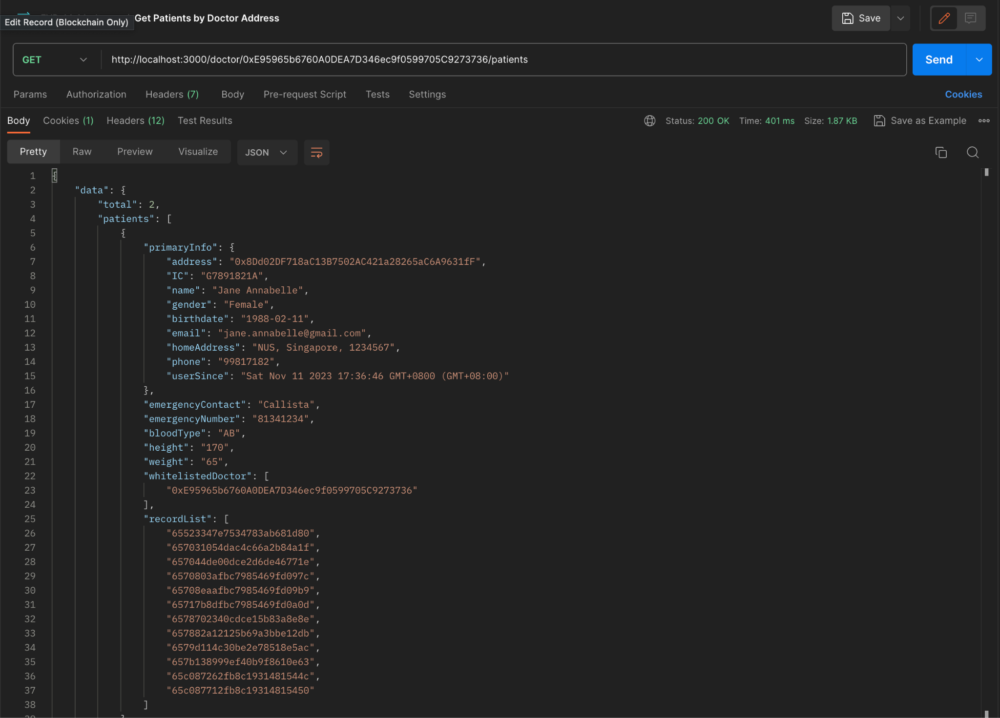 Edit Record (Blockchain Only) Get Patients by Doctor Address Save
GET http://localhost:3000/doctor/0xE95965b6760A0DEA7D346ec9f0599705C9273736/patients Send
Params Authorization Headers (7) Body Pre-request Script Tests Settings Cookies
Body Cookies (1) Headers (12) Test Results Status: 200 OK Time: 401 ms Size: 1.87 KB Save as Example
Pretty Raw Preview Visualize JSON
1 {
2 "data": {
3 "total": 2,
4 "patients": [
5 {
6 "primaryInfo": {
7 "address": "0x8Dd02DF718aC13B7502AC421a28265aC6A9631fF",
8 "IC": "G7891821A",
9 "name": "Jane Annabelle",
10 "gender": "Female",
11 "birthdate": "1988-02-11",
12 "email": "jane.annabelle@gmail.com",
13 "homeAddress": "NUS, Singapore, 1234567",
14 "phone": "99817182",
15 "userSince": "Sat Nov 11 2023 17:36:46 GMT+0800 (GMT+08:00)"
16 },
17 "emergencyContact": "Callista",
18 "emergencyNumber": "81341234",
19 "bloodType": "AB",
20 "height": "170",
21 "weight": "65",
22 "whitelistedDoctor": [
23 "0xE95965b6760A0DEA7D346ec9f0599705C9273736"
24 ],
25 "recordList": [
26 "65523347e7534783ab681d80",
27 "657031054dac4c66a2b84a1f",
28 "657044de00dce2d6de46771e",
29 "6570803afbc7985469fd097c",
30 "65708eaafbc7985469fd09b9",
31 "65717b8dfbc7985469fd0a0d",
32 "6578702340cdce15b83a8e8e",
33 "657882a12125b69a3bbe12db",
34 "6579d114c30be2e78518e5ac",
35 "657b138999ef40b9f8610e63",
36 "65c087262fb8c1931481544c",
37 "65c087712fb8c19314815450"
38 ]